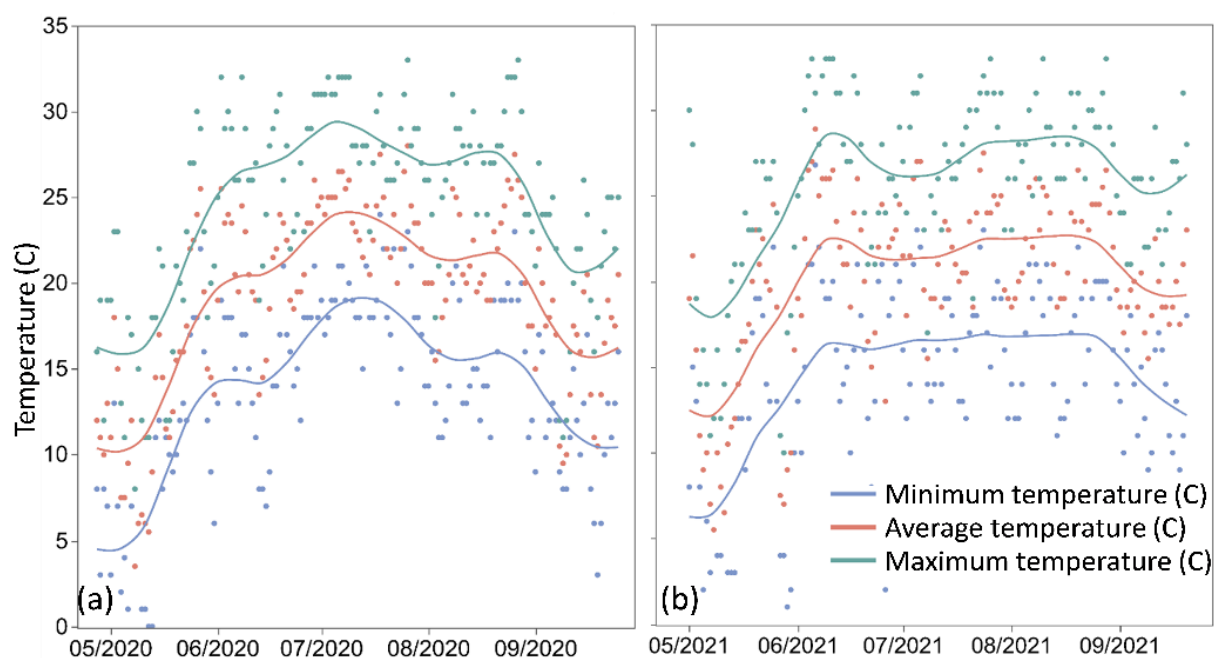 35
30
25
20
15
10
5
0
Temperature (C)
(a)
(b)
Minimum temperature (C)
Average temperature (C)
Maximum temperature (C)
05/2020 06/2020 07/2020 08/2020 09/2020
05/2021 06/2021 07/2021 08/2021 09/2021